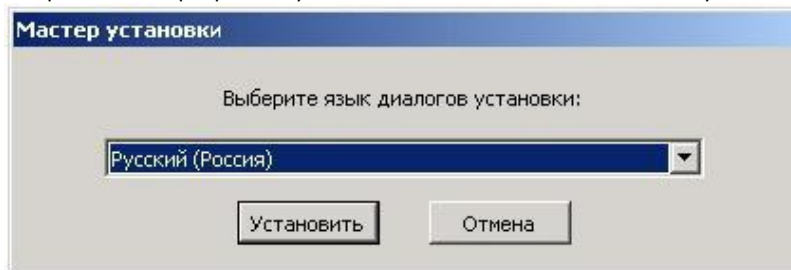 Мастер установки
Выберите язык диалогов установки:
Русский (Россия)
Установить Отмена